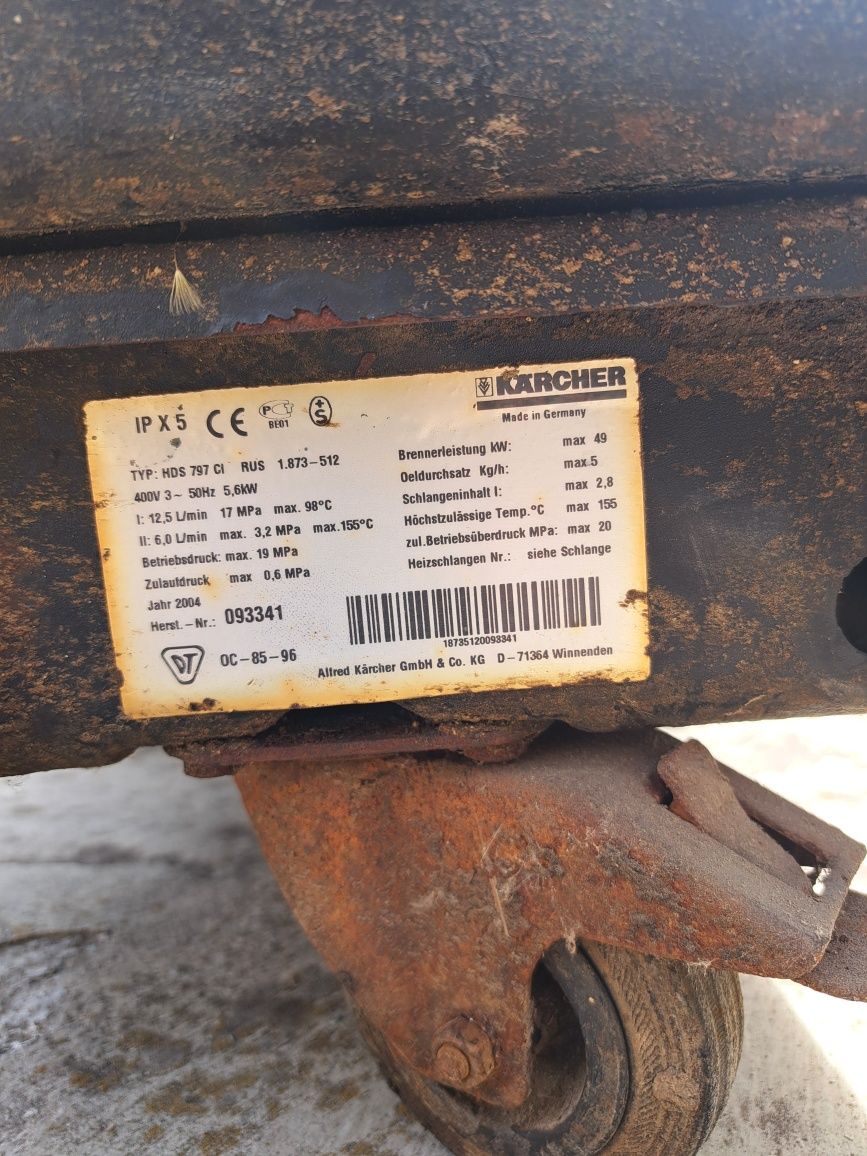 IP X 5 CE PCT BE01 +S
KÄRCHER
Made in Germany
TYP: HDS 797 CI RUS 1.873-512
400V 3~ 50Hz 5,6kW
I: 12,5 L/min 17 MPa max. 98°C
II: 6,0 L/min max. 3,2 MPa max.155°C
Betriebsdruck: max. 19 MPa
Zulaufdruck max 0,6 MPa
Jahr 2004
Herst.-Nr.: 093341
DT OC-85-96
Brennerleistung kW: max 49
Oeldurchsatz Kg/h: max.5
Schlangeninhalt l: max 2,8
Höchstzulässige Temp.°C max 155
zul.Betriebsüberdruck MPa: max 20
Heizschlangen Nr.: siehe Schlange
18735120093341
Alfred Kärcher GmbH & Co. KG D-71364 Winnenden